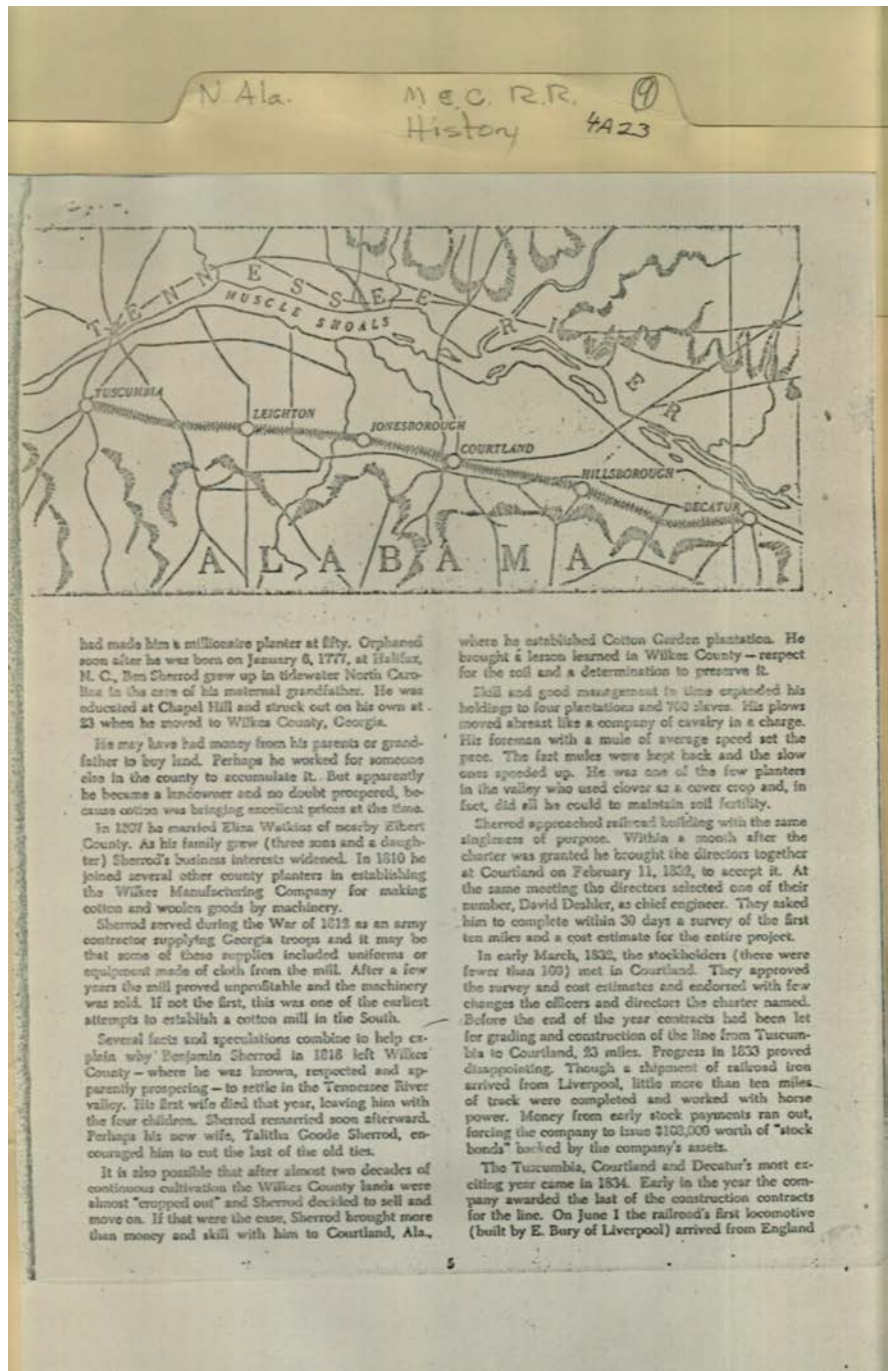 N Ala. M & C. R.R. 9
History 4A23
TENNESSEE RIVER
MUSCLE SHOALS
TUSCUMBIA
LEIGHTON
JONESBOROUGH
COURTLAND
HILLSBOROUGH
DECATUR
ALABAMA
had made him a millionaire planter at fifty. Orphaned
soon after he was born on January 6, 1777, at Halifax,
N. C., Ben Sherrod grew up in tidewater North Caro-
lina in the care of his maternal grandfather. He was
educated at Chapel Hill and struck out on his own at
23 when he moved to Wilkes County, Georgia.
He may have had money from his parents or grand-
father to buy land. Perhaps he worked for someone
else in the county to accumulate it. But apparently
he became a landowner and no doubt prospered, be-
cause cotton was bringing excellent prices at the time.
In 1807 he married Eliza Watkins of nearby Elbert
County. As his family grew (three sons and a daugh-
ter) Sherrod's business interests widened. In 1810 he
joined several other county planters in establishing
the Wilkes Manufacturing Company for making
cotton and woolen goods by machinery.
Sherrod served during the War of 1812 as an army
contractor supplying Georgia troops and it may be
that some of these supplies included uniforms or
equipment made of cloth from the mill. After a few
years the mill proved unprofitable and the machinery
was sold. If not the first, this was one of the earliest
attempts to establish a cotton mill in the South.
Several facts and speculations combine to help ex-
plain why Benjamin Sherrod in 1818 left Wilkes
County – where he was known, respected and ap-
parently prospering – to settle in the Tennessee River
valley. His first wife died that year, leaving him with
the four children. Sherrod remarried soon afterward.
Perhaps his new wife, Talitha Goode Sherrod, en-
couraged him to cut the last of the old ties.
It is also possible that after almost two decades of
continuous cultivation the Wilkes County lands were
almost "cropped out" and Sherrod decided to sell and
move on. If that were the case, Sherrod brought more
than money and skill with him to Courtland, Ala.,
where he established Cotton Garden plantation. He
brought a lesson learned in Wilkes County – respect
for the soil and a determination to preserve it.
Skill and good management in time expanded his
holdings to four plantations and 700 slaves. His plows
moved abreast like a company of cavalry in a charge.
His foreman with a mule of average speed set the
pace. The fast mules were kept back and the slow
ones speeded up. He was one of the few planters
in the valley who used clover as a cover crop and, in
fact, did all he could to maintain soil fertility.
Sherrod approached railroad building with the same
singleness of purpose. Within a month after the
charter was granted he brought the directors together
at Courtland on February 11, 1832, to accept it. At
the same meeting the directors selected one of their
number, David Deshler, as chief engineer. They asked
him to complete within 30 days a survey of the first
ten miles and a cost estimate for the entire project.
In early March, 1832, the stockholders (there were
fewer than 100) met in Courtland. They approved
the survey and cost estimates and endorsed with few
changes the officers and directors the charter named.
Before the end of the year contracts had been let
for grading and construction of the line from Tuscum-
bia to Courtland, 23 miles. Progress in 1833 proved
disappointing. Though a shipment of railroad iron
arrived from Liverpool, little more than ten miles
of track were completed and worked with horse
power. Money from early stock payments ran out,
forcing the company to issue $103,000 worth of "stock
bonds" backed by the company's assets.
The Tuscumbia, Courtland and Decatur's most ex-
citing year came in 1834. Early in the year the com-
pany awarded the last of the construction contracts
for the line. On June 1 the railroad's first locomotive
(built by E. Bury of Liverpool) arrived from England
5